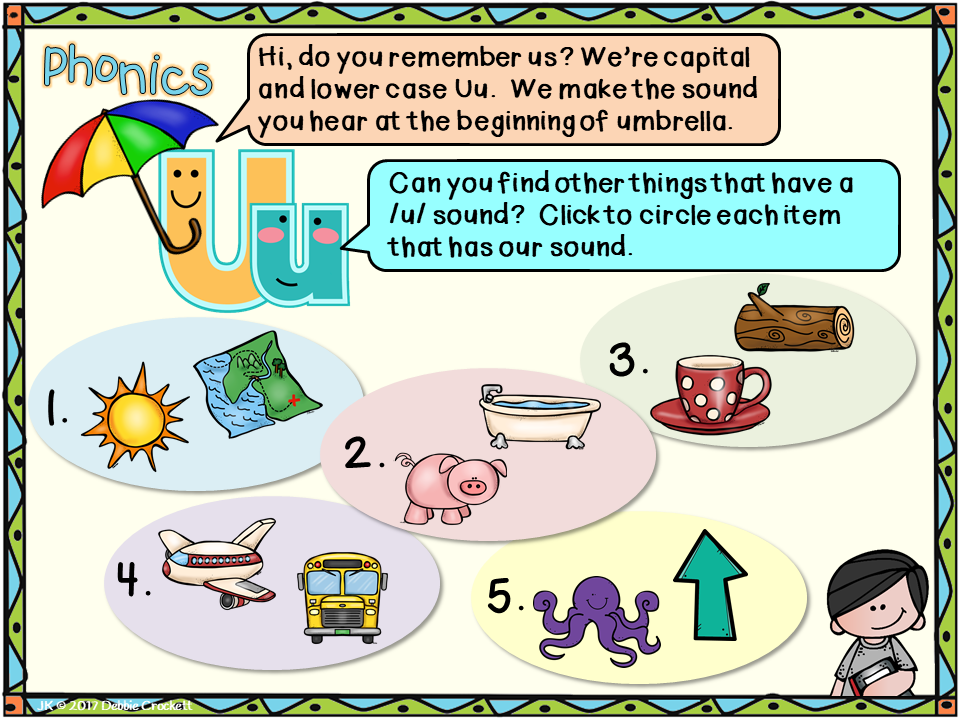 Phonics
Hi, do you remember us? We're capital
and lower case Uu. We make the sound
you hear at the beginning of umbrella.
Uu
Can you find other things that have a
/u/ sound? Click to circle each item
that has our sound.
1.
2.
3.
4.
5.
JK © 2017 Debbie Crockett